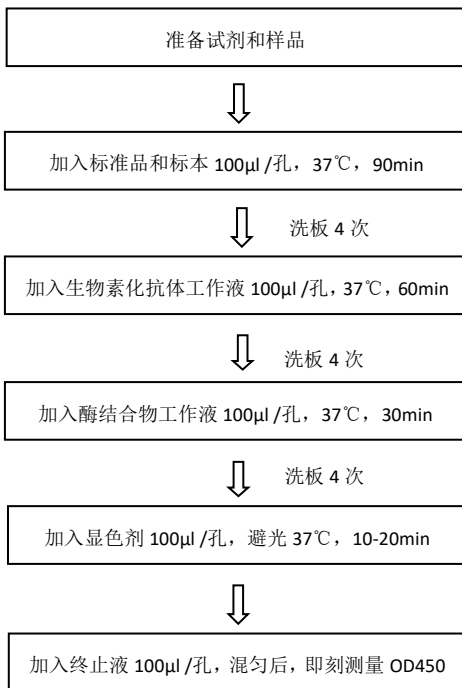 准备试剂和样品
加入标准品和标本 100μl /孔，37℃，90min
洗板 4 次
加入生物素化抗体工作液 100μl /孔，37℃，60min
洗板 4 次
加入酶结合物工作液 100μl /孔，37℃，30min
洗板 4 次
加入显色剂 100μl /孔，避光 37℃，10-20min
加入终止液 100μl /孔，混匀后，即刻测量 OD450